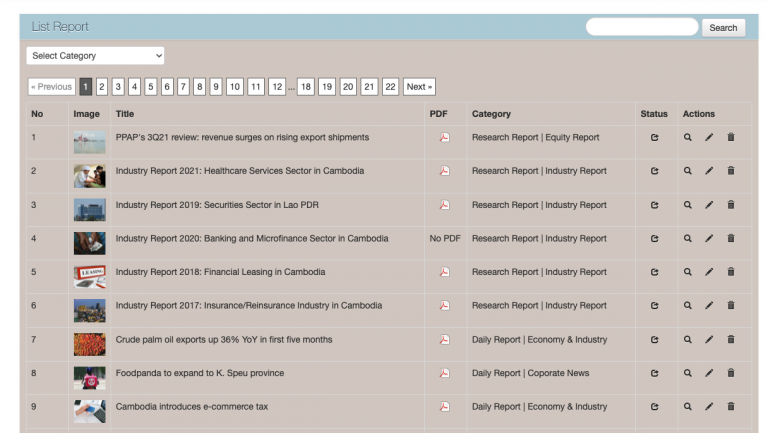 List Report
Search
Select Category
« Previous 1 2 3 4 5 6 7 8 9 10 11 12 ... 18 19 20 21 22 Next »
No Image Title PDF Category Status Actions
1 PPAP's 3Q21 review: revenue surges on rising export shipments Research Report | Equity Report
2 Industry Report 2021: Healthcare Services Sector in Cambodia Research Report | Industry Report
3 Industry Report 2019: Securities Sector in Lao PDR Research Report | Industry Report
4 Industry Report 2020: Banking and Microfinance Sector in Cambodia No PDF Research Report | Industry Report
5 LEASING Industry Report 2018: Financial Leasing in Cambodia Research Report | Industry Report
6 Industry Report 2017: Insurance/Reinsurance Industry in Cambodia Research Report | Industry Report
7 Crude palm oil exports up 36% YoY in first five months Daily Report | Economy & Industry
8 Foodpanda to expand to K. Speu province Daily Report | Coporate News
9 Cambodia introduces e-commerce tax Daily Report | Economy & Industry